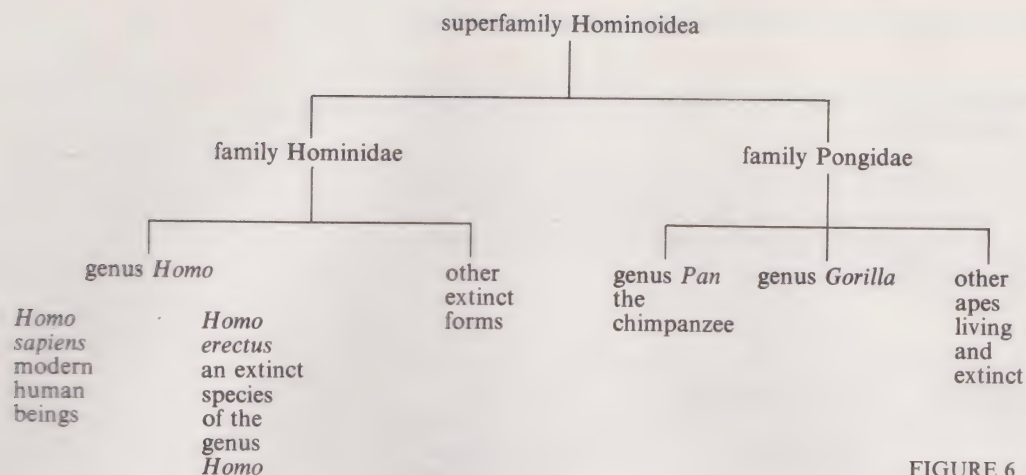 superfamily Hominoidea
family Hominidae
family Pongidae
genus Homo
other
extinct
forms
genus Pan
the
chimpanzee
genus Gorilla
other
apes
living
and
extinct
Homo
sapiens
modern
human
beings
Homo
erectus
an extinct
species
of the
genus
Homo
FIGURE 6